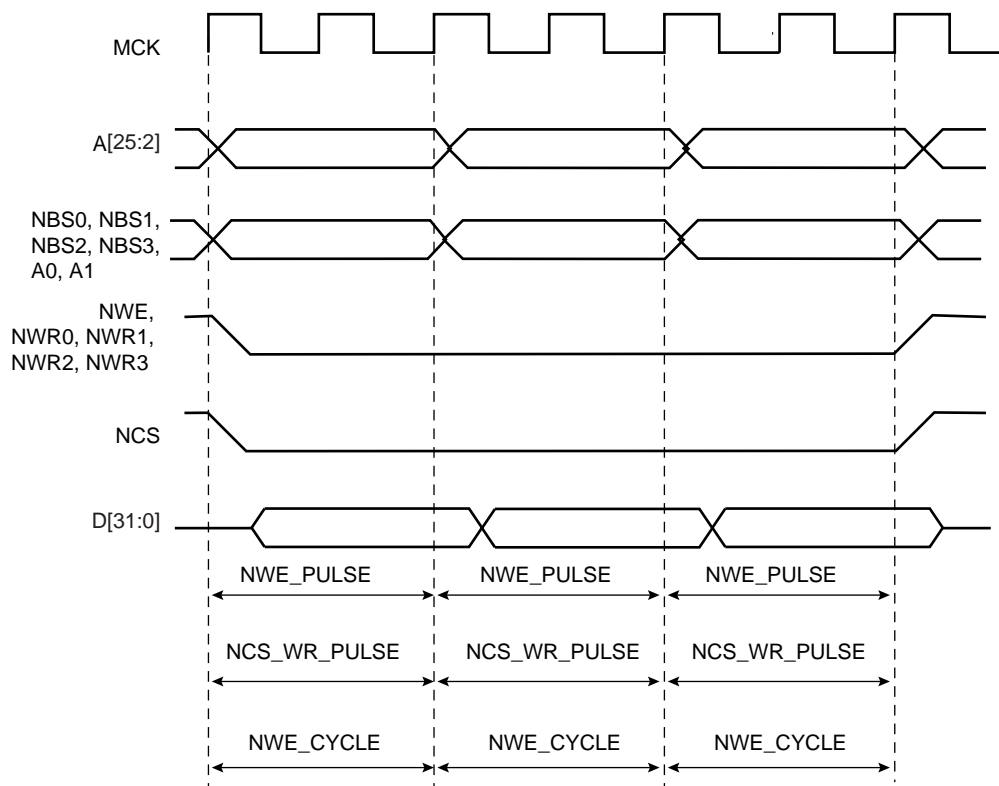 MCK
A[25:2]
NBS0, NBS1,
NBS2, NBS3,
A0, A1
NWE,
NWR0, NWR1,
NWR2, NWR3
NCS
D[31:0]
NWE_PULSE NWE_PULSE NWE_PULSE
NCS_WR_PULSE NCS_WR_PULSE NCS_WR_PULSE
NWE_CYCLE NWE_CYCLE NWE_CYCLE